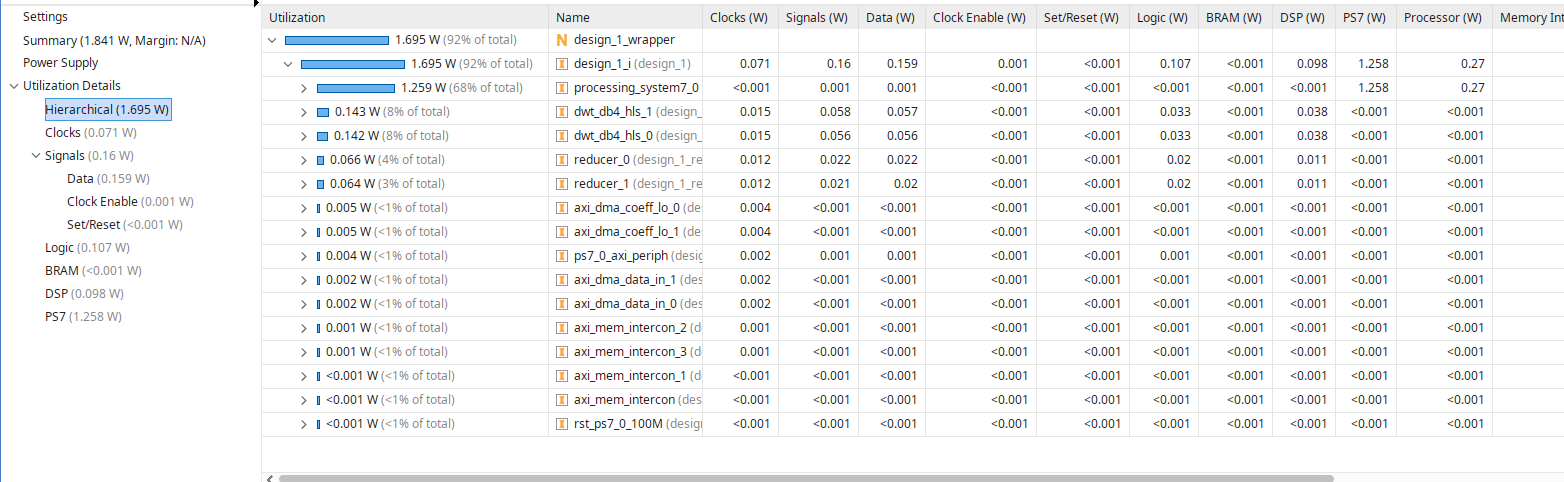 Settings
Summary (1.841 W, Margin: N/A)
Power Supply
Utilization Details
Hierarchical (1.695 W)
Clocks (0.071 W)
Signals (0.16 W)
Data (0.159 W)
Clock Enable (0.001 W)
Set/Reset (<0.001 W)
Logic (0.107 W)
BRAM (<0.001 W)
DSP (0.098 W)
PS7 (1.258 W)
Utilization Name Clocks (W) Signals (W) Data (W) Clock Enable (W) Set/Reset (W) Logic (W) BRAM (W) DSP (W) PS7 (W) Processor (W) Memory Int
1.695 W (92% of total) N design_1_wrapper
1.695 W (92% of total) I design_1_i (design_1) 0.071 0.16 0.159 0.001 <0.001 0.107 <0.001 0.098 1.258 0.27
1.259 W (68% of total) I processing_system7_0 <0.001 0.001 0.001 <0.001 <0.001 <0.001 <0.001 <0.001 1.258 0.27
0.143 W (8% of total) I dwt_db4_hls_1 (design_ 0.015 0.058 0.057 <0.001 <0.001 0.033 <0.001 0.038 <0.001 <0.001
0.142 W (8% of total) I dwt_db4_hls_0 (design_ 0.015 0.056 0.056 <0.001 <0.001 0.033 <0.001 0.038 <0.001 <0.001
0.066 W (4% of total) I reducer_0 (design_1_re 0.012 0.022 0.022 <0.001 <0.001 0.02 <0.001 0.011 <0.001 <0.001
0.064 W (3% of total) I reducer_1 (design_1_re 0.012 0.021 0.02 <0.001 <0.001 0.02 <0.001 0.011 <0.001 <0.001
0.005 W (<1% of total) I axi_dma_coeff_lo_0 (de 0.004 <0.001 <0.001 <0.001 <0.001 <0.001 <0.001 <0.001 <0.001 <0.001
0.005 W (<1% of total) I axi_dma_coeff_lo_1 (de 0.004 <0.001 <0.001 <0.001 <0.001 <0.001 <0.001 <0.001 <0.001 <0.001
0.004 W (<1% of total) I ps7_0_axi_periph (desig 0.002 0.001 0.001 <0.001 <0.001 0.001 <0.001 <0.001 <0.001 <0.001
0.002 W (<1% of total) I axi_dma_data_in_1 (des 0.002 <0.001 <0.001 <0.001 <0.001 <0.001 <0.001 <0.001 <0.001 <0.001
0.002 W (<1% of total) I axi_dma_data_in_0 (des 0.002 <0.001 <0.001 <0.001 <0.001 <0.001 <0.001 <0.001 <0.001 <0.001
0.001 W (<1% of total) I axi_mem_intercon_2 (d 0.001 <0.001 <0.001 <0.001 <0.001 <0.001 <0.001 <0.001 <0.001 <0.001
0.001 W (<1% of total) I axi_mem_intercon_3 (d 0.001 <0.001 <0.001 <0.001 <0.001 <0.001 <0.001 <0.001 <0.001 <0.001
<0.001 W (<1% of total) I axi_mem_intercon_1 (d <0.001 <0.001 <0.001 <0.001 <0.001 <0.001 <0.001 <0.001 <0.001 <0.001
<0.001 W (<1% of total) I axi_mem_intercon (des <0.001 <0.001 <0.001 <0.001 <0.001 <0.001 <0.001 <0.001 <0.001 <0.001
<0.001 W (<1% of total) I rst_ps7_0_100M (desig <0.001 <0.001 <0.001 <0.001 <0.001 <0.001 <0.001 <0.001 <0.001 <0.001